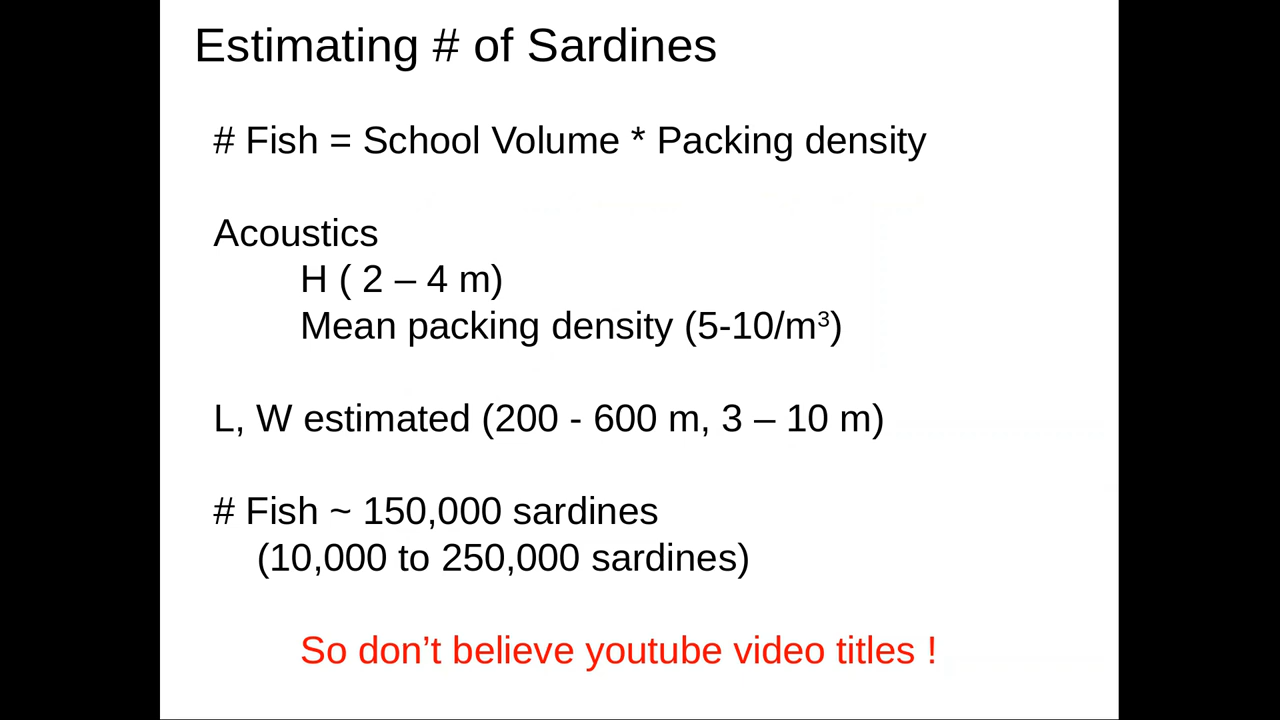 Estimating # of Sardines
# Fish = School Volume * Packing density
Acoustics
H ( 2 – 4 m)
Mean packing density (5-10/m³)
L, W estimated (200 - 600 m, 3 – 10 m)
# Fish ~ 150,000 sardines
(10,000 to 250,000 sardines)
So don’t believe youtube video titles !